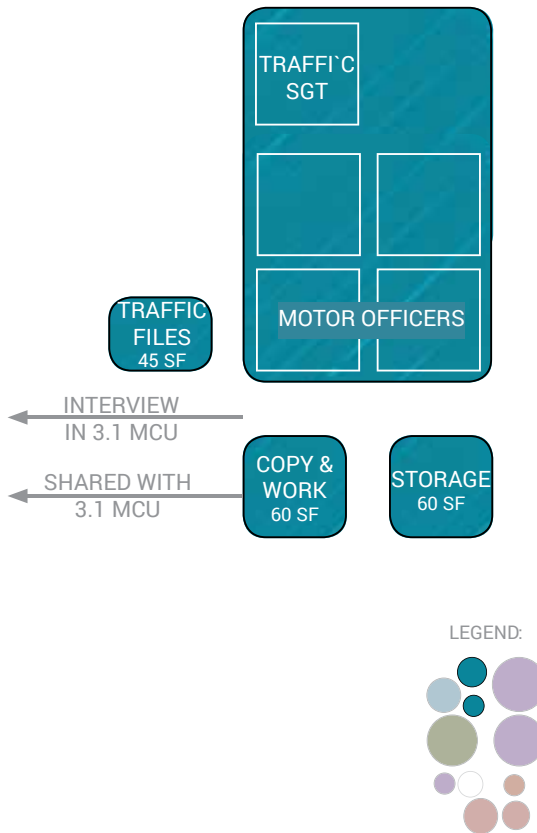 TRAFFI`C
SGT
MOTOR OFFICERS
TRAFFIC
FILES
45 SF
INTERVIEW
IN 3.1 MCU
SHARED WITH
3.1 MCU
COPY &
WORK
60 SF
STORAGE
60 SF
LEGEND: